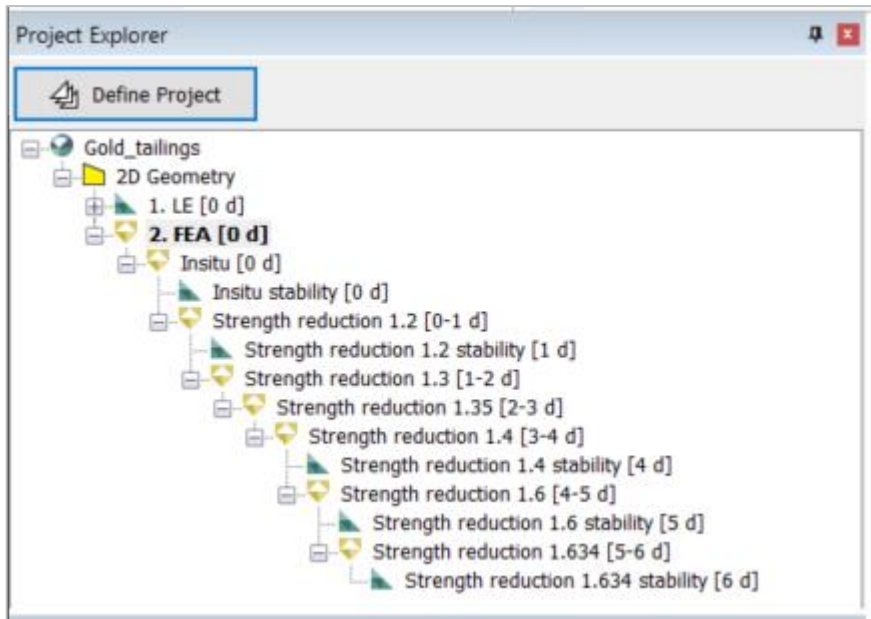 Project Explorer
Define Project
Gold_tailings
2D Geometry
1. LE [0 d]
2. FEA [0 d]
Insitu [0 d]
Insitu stability [0 d]
Strength reduction 1.2 [0-1 d]
Strength reduction 1.2 stability [1 d]
Strength reduction 1.3 [1-2 d]
Strength reduction 1.35 [2-3 d]
Strength reduction 1.4 [3-4 d]
Strength reduction 1.4 stability [4 d]
Strength reduction 1.6 [4-5 d]
Strength reduction 1.6 stability [5 d]
Strength reduction 1.634 [5-6 d]
Strength reduction 1.634 stability [6 d]